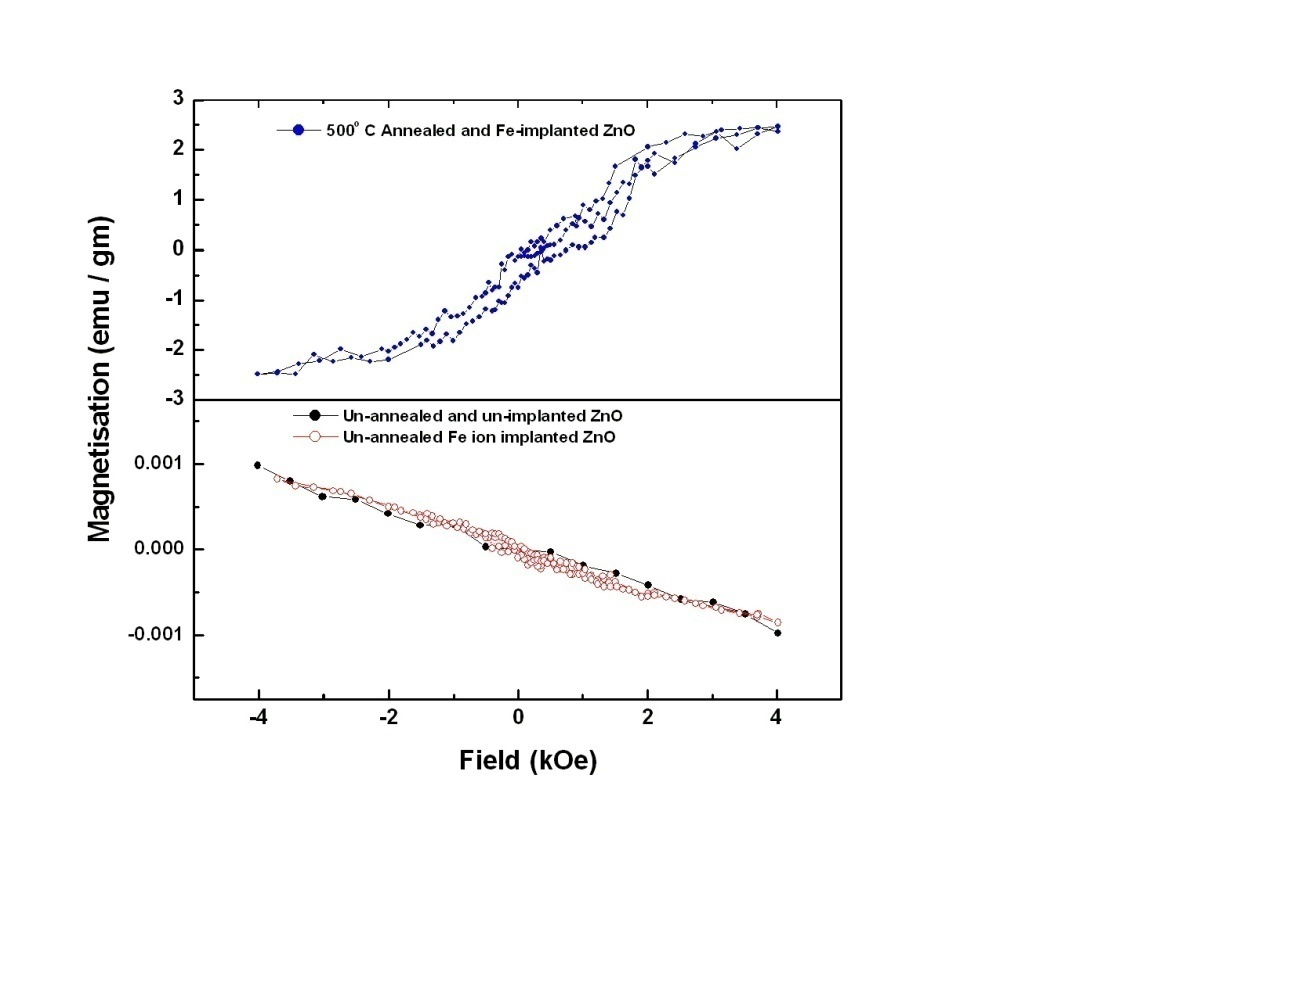 3
500° C Annealed and Fe-implanted ZnO
2
1
0
-1
-2
-3
Magnetisation (emu / gm)
Un-annealed and un-implanted ZnO
Un-annealed Fe ion implanted ZnO
0.001
0.000
-0.001
-4 -2 0 2 4
Field (kOe)